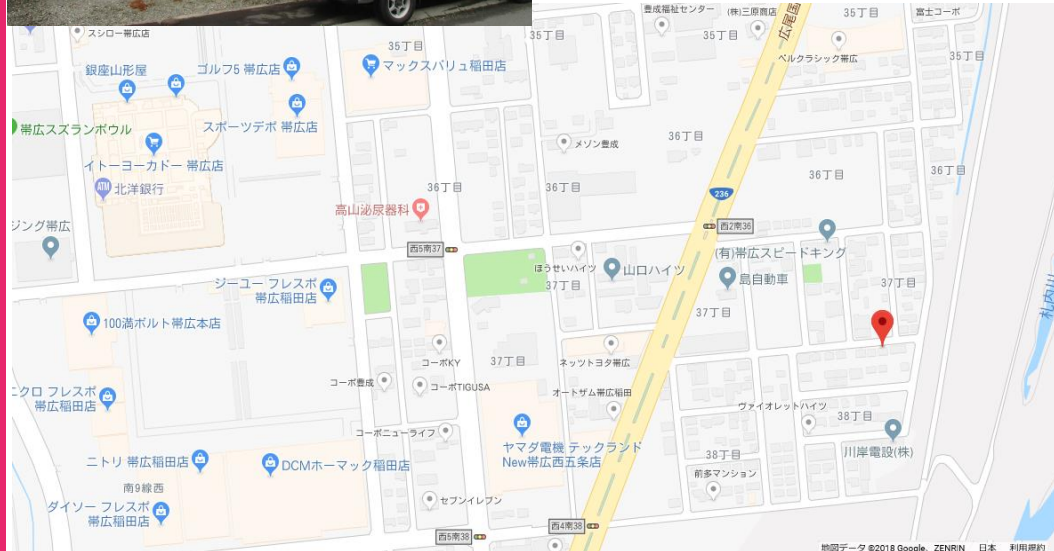 豊成福祉センター
(株)三原商店
35丁目
富士コーポ
スシロー帯広店
35丁目
35丁目
35丁目
広尾国
ベルクラシック帯広
35丁目
銀座山形屋
ゴルフ5 帯広店
マックスバリュ稲田店
帯広スズランボウル
スポーツデポ 帯広店
36丁目
メゾン豊成
イトーヨーカドー 帯広店
ATM
北洋銀行
36丁目
36丁目
36丁目
36丁目
高山泌尿器科
236
ジング帯広
西5南37
西2南36
ほうせいハイツ
山口ハイツ
(有)帯広スピードキング
島自動車
ジーユー フレスポ
帯広稲田店
37丁目
37丁目
札内川
100満ボルト帯広本店
37丁目
コーポKY
37丁目
ネッツトヨタ帯広
コーポ豊成
コーポTIGUSA
オートザム帯広稲田
ニクロ フレスポ
帯広稲田店
ヴァイオレットハイツ
38丁目
コーポニューライフ
ヤマダ電機 テックランド
New帯広西五条店
川岸電設(株)
ニトリ 帯広稲田店
DCMホーマック稲田店
38丁目
前多マンション
南9線西
ダイソー フレスポ
帯広稲田店
セブンイレブン
西4南38
西5南38
地図データ ©2018 Google、ZENRIN 日本 利用規約